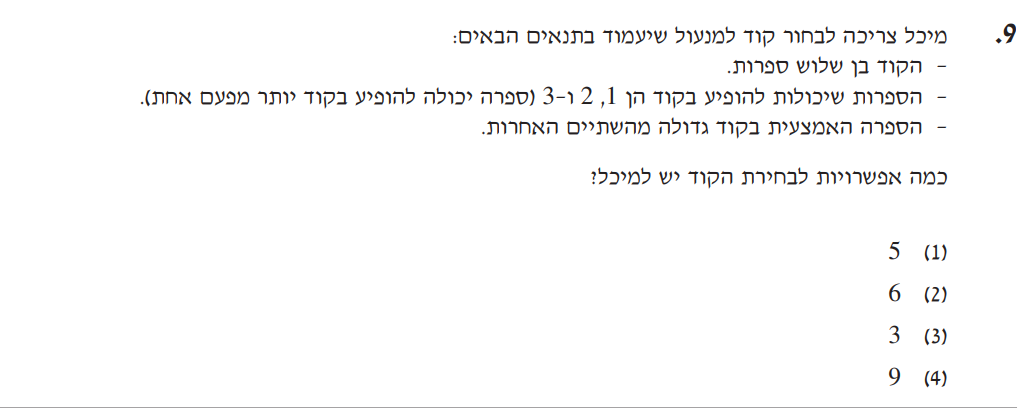 9. מיכל צריכה לבחור קוד למנעול שיעמוד בתנאים הבאים:
- הקוד בן שלוש ספרות.
- הספרות שיכולות להופיע בקוד הן 1, 2 ו-3 (ספרה יכולה להופיע בקוד יותר מפעם אחת).
- הספרה האמצעית בקוד גדולה מהשתיים האחרות.
כמה אפשרויות לבחירת הקוד יש למיכל?
(1) 5
(2) 6
(3) 3
(4) 9